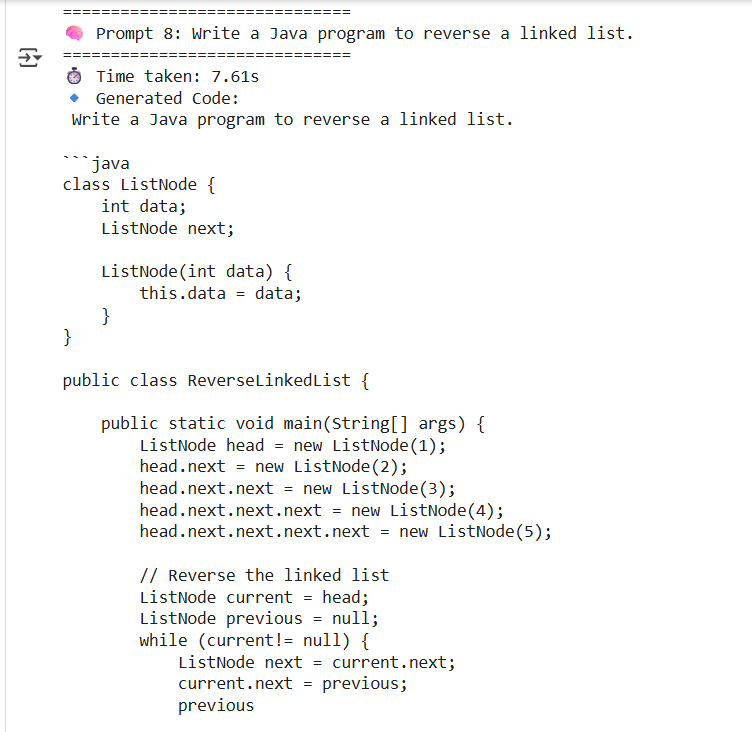 ==============================
🧠 Prompt 8: Write a Java program to reverse a linked list.
==============================
⏱ Time taken: 7.61s
🔹 Generated Code:
 Write a Java program to reverse a linked list.

```java
class ListNode {
    int data;
    ListNode next;

    ListNode(int data) {
        this.data = data;
    }
}

public class ReverseLinkedList {

    public static void main(String[] args) {
        ListNode head = new ListNode(1);
        head.next = new ListNode(2);
        head.next.next = new ListNode(3);
        head.next.next.next = new ListNode(4);
        head.next.next.next.next = new ListNode(5);

        // Reverse the linked list
        ListNode current = head;
        ListNode previous = null;
        while (current!= null) {
            ListNode next = current.next;
            current.next = previous;
            previous